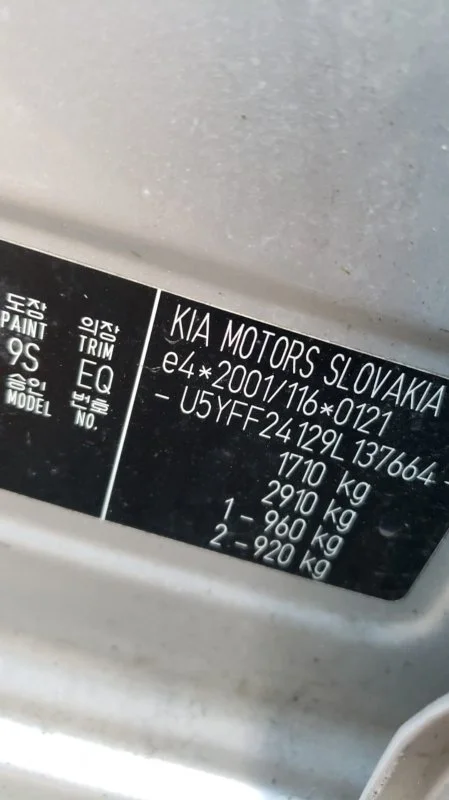 도장
PAINT
9S
승인
MODEL
의장
TRIM
EQ
번호
NO.
KIA MOTORS SLOVAKIA
e4*2001/116*0121
- U5YFF24129L137664 -
1710 kg
2910 kg
1 - 960 kg
2 - 920 kg